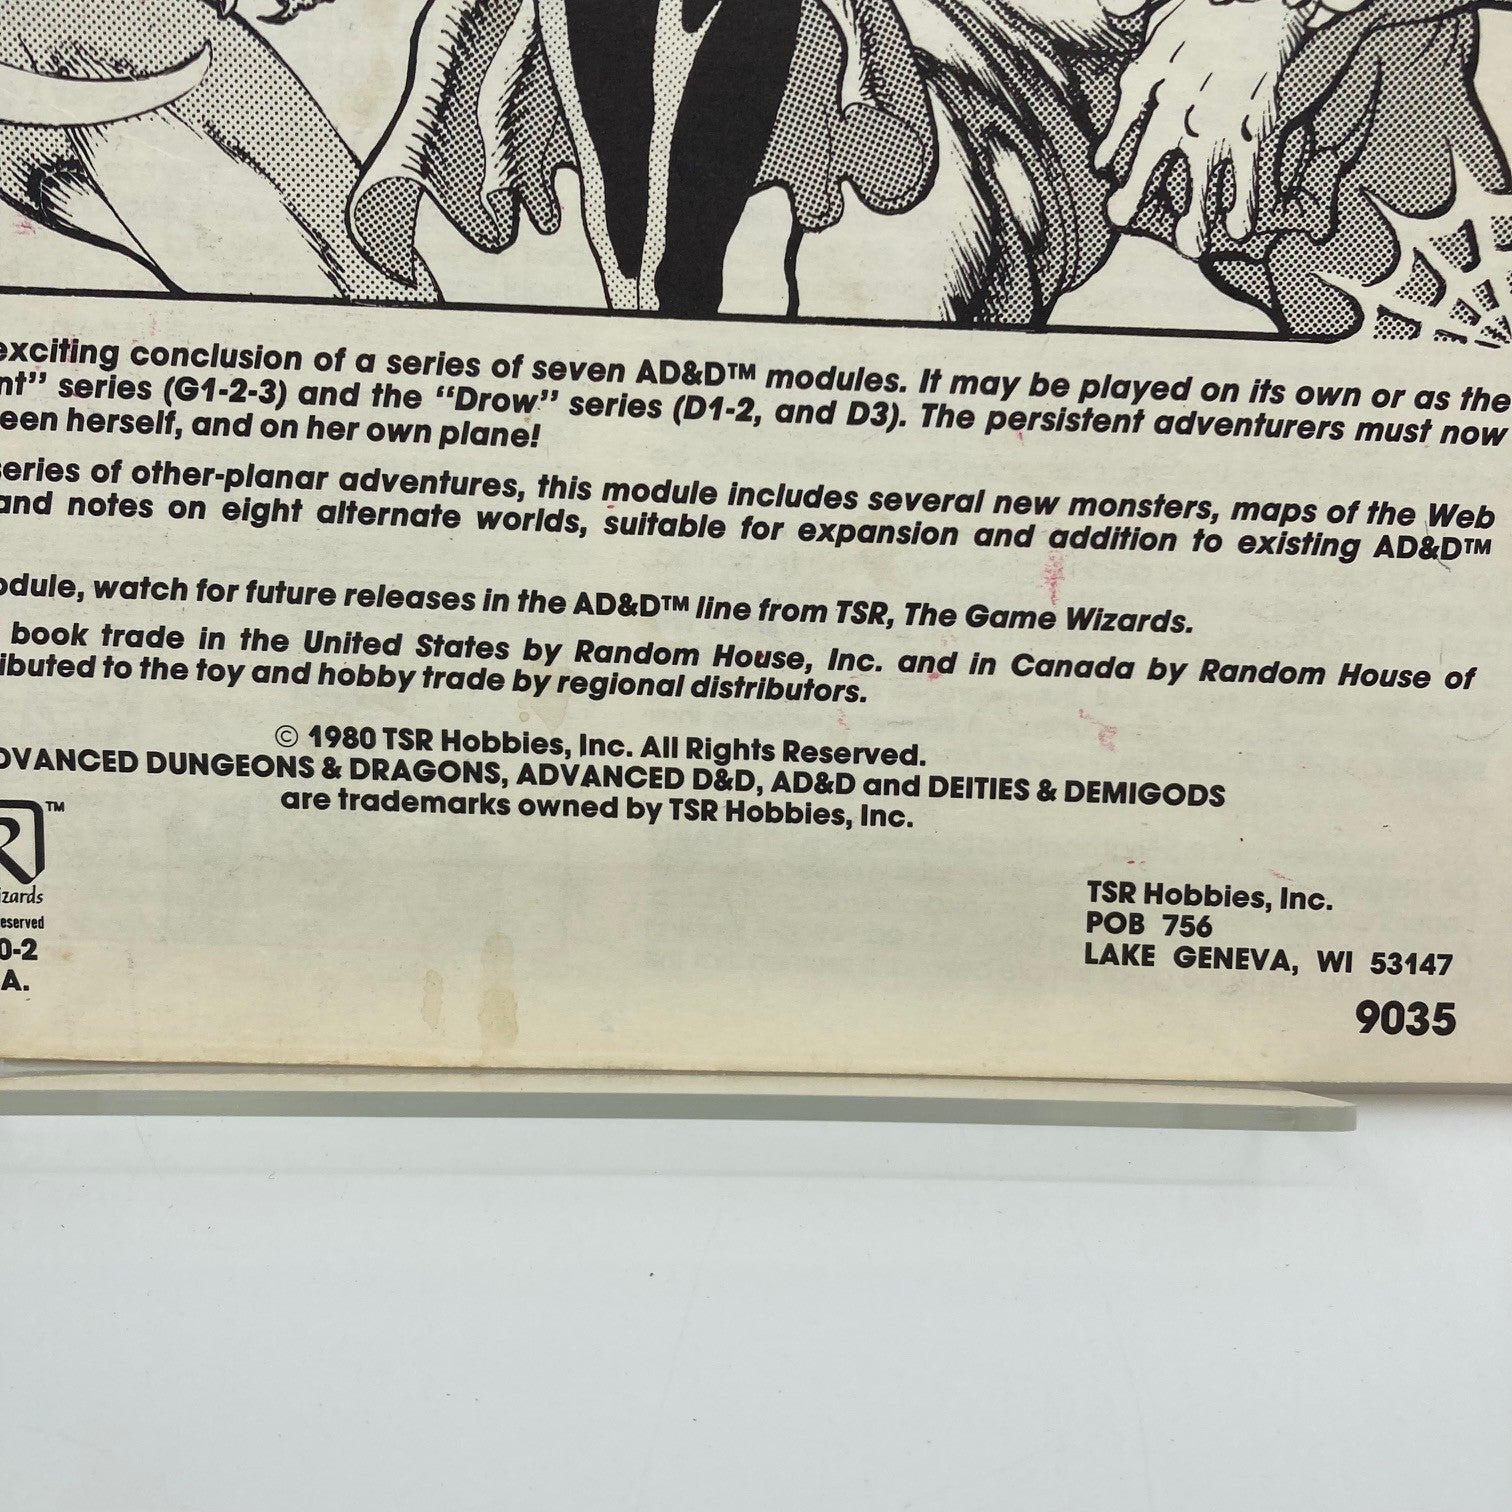 exciting conclusion of a series of seven AD&D™ modules. It may be played on its own or as the
nt" series (G1-2-3) and the "Drow" series (D1-2, and D3). The persistent adventurers must now
een herself, and on her own plane!
series of other-planar adventures, this module includes several new monsters, maps of the Web
and notes on eight alternate worlds, suitable for expansion and addition to existing AD&D™
odule, watch for future releases in the AD&D™ line from TSR, The Game Wizards.
book trade in the United States by Random House, Inc. and in Canada by Random House of
ibuted to the toy and hobby trade by regional distributors.
© 1980 TSR Hobbies, Inc. All Rights Reserved.
DVANCED DUNGEONS & DRAGONS, ADVANCED D&D, AD&D and DEITIES & DEMIGODS
are trademarks owned by TSR Hobbies, Inc.
R™
izards
eserved
0-2
A.
TSR Hobbies, Inc.
POB 756
LAKE GENEVA, WI 53147
9035